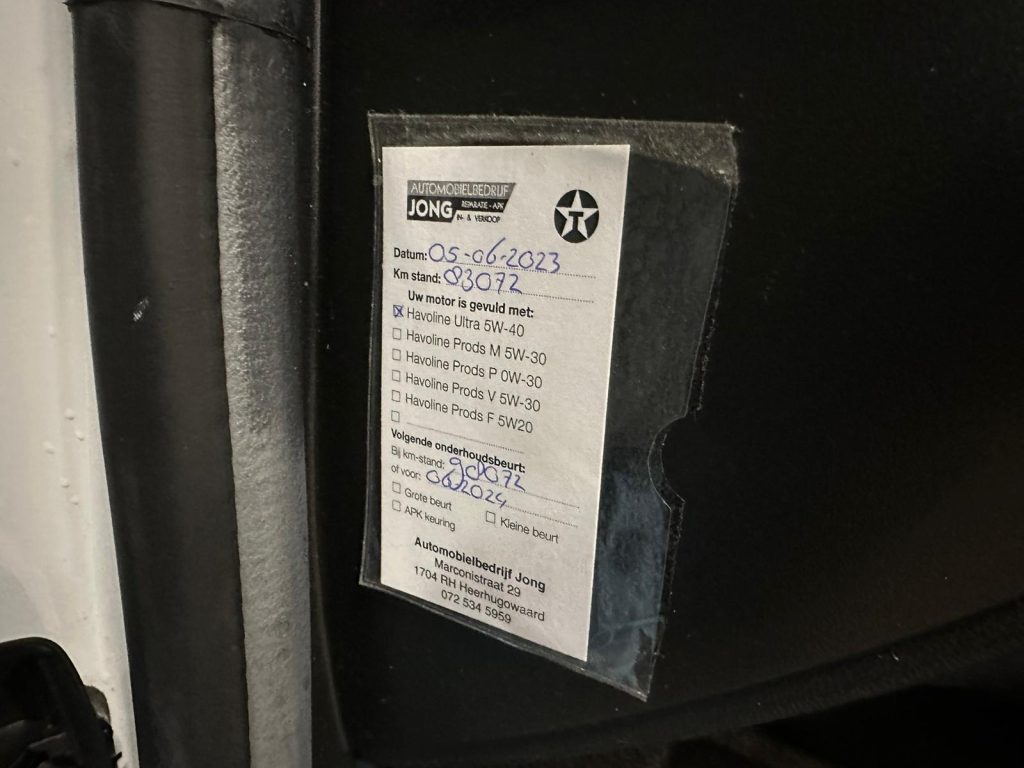 AUTOMOBIELBEDRIJF
JONG
REPARATIE - APK
IN- & VERKOOP
T
Datum: 05-06-2023
Km stand: 83072
Uw motor is gevuld met:
☒ Havoline Ultra 5W-40
☐ Havoline Prods M 5W-30
☐ Havoline Prods P 0W-30
☐ Havoline Prods V 5W-30
☐ Havoline Prods F 5W20
☐
Volgende onderhoudsbeurt:
Bij km-stand: 98072
of voor: 06-2024
☐ Grote beurt ☐ Kleine beurt
☐ APK keuring
Automobielbedrijf Jong
Marconistraat 29
1704 RH Heerhugowaard
072 534 5959